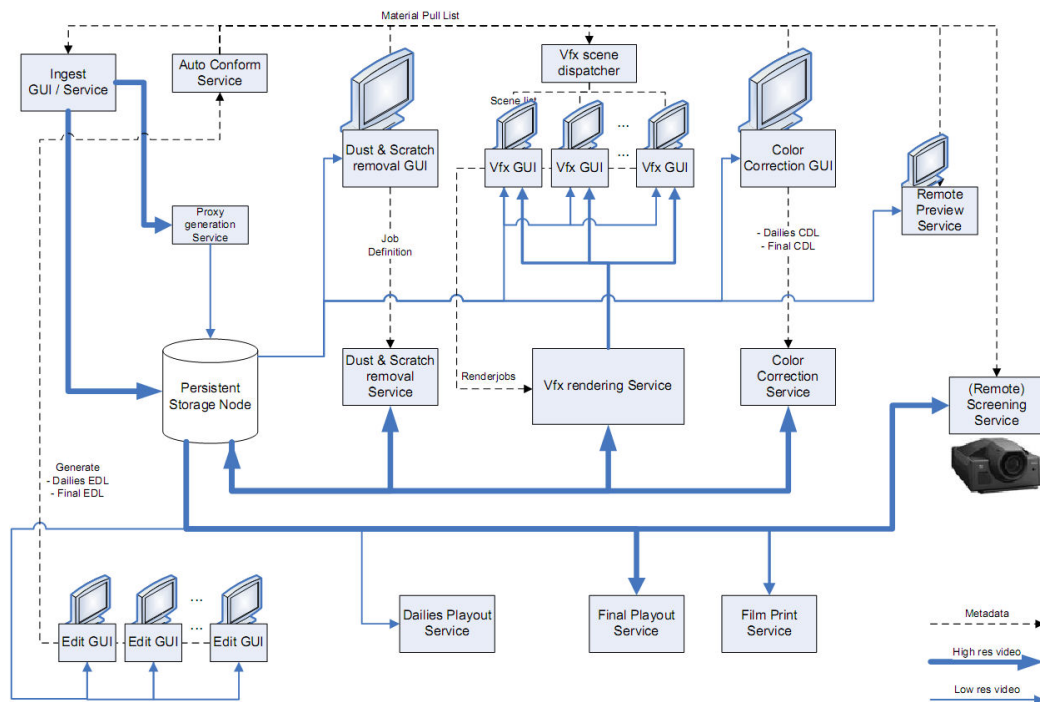 Material Pull List
Ingest
GUI / Service
Auto Conform
Service
Vfx scene
dispatcher
Scene list
...
...
Dust & Scratch
removal GUI
Vfx GUI
Vfx GUI
Vfx GUI
Color
Correction GUI
Remote
Preview
Service
Proxy
generation
Service
Job
Definition
- Dailies CDL
- Final CDL
Persistent
Storage Node
Dust & Scratch
removal
Service
Renderjobs
Vfx rendering Service
Color
Correction
Service
(Remote)
Screening
Service
Generate
- Dailies EDL
- Final EDL
...
...
Edit GUI
Edit GUI
Edit GUI
Dailies Playout
Service
Final Playout
Service
Film Print
Service
Metadata
High res video
Low res video